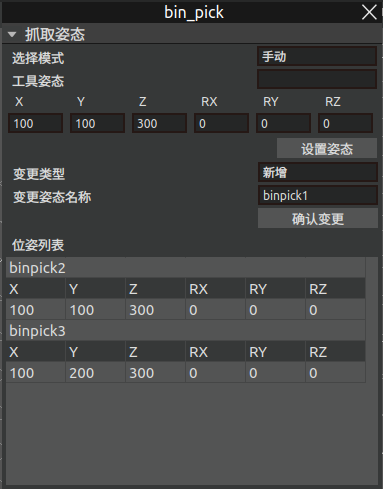 bin_pick
抓取姿态
选择模式 手动
工具姿态
X Y Z RX RY RZ
100 100 300 0 0 0
设置姿态
变更类型 新增
变更姿态名称 binpick1
确认变更
位姿列表
binpick2
X Y Z RX RY RZ
100 100 300 0 0 0
binpick3
X Y Z RX RY RZ
100 200 300 0 0 0